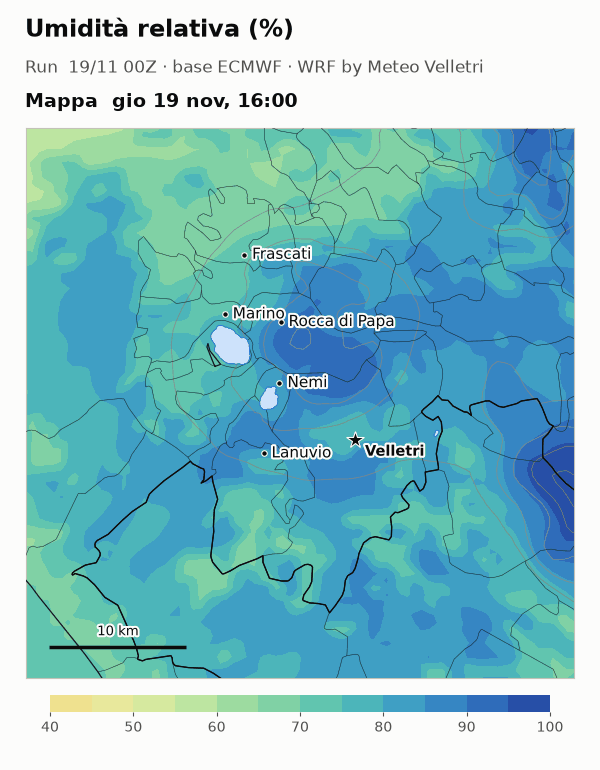 Umidità relativa (%)
Run 19/11 00Z · base ECMWF · WRF by Meteo Velletri
Mappa gio 19 nov, 16:00
Frascati
Marino
Rocca di Papa
Nemi
Velletri
Lanuvio
10 km
40 50 60 70 80 90 100